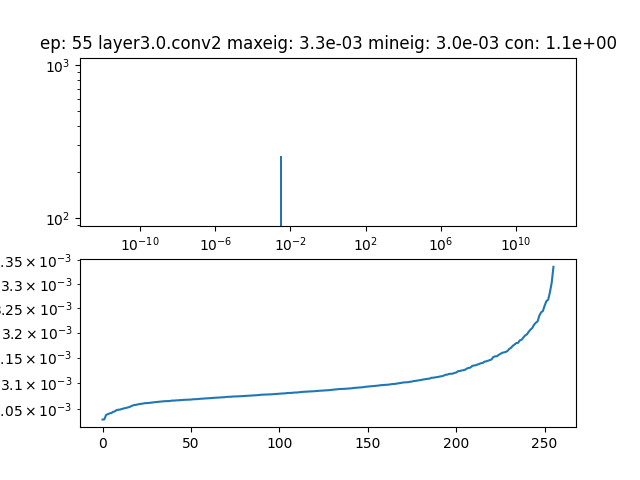 ep: 55 layer3.0.conv2 maxeig: 3.3e-03 mineig: 3.0e-03 con: 1.1e+00
10³
10²
10⁻¹⁰ 10⁻⁶ 10⁻² 10² 10⁶ 10¹⁰
.35 × 10⁻³
3.3 × 10⁻³
3.25 × 10⁻³
3.2 × 10⁻³
.15 × 10⁻³
3.1 × 10⁻³
.05 × 10⁻³
0 50 100 150 200 250